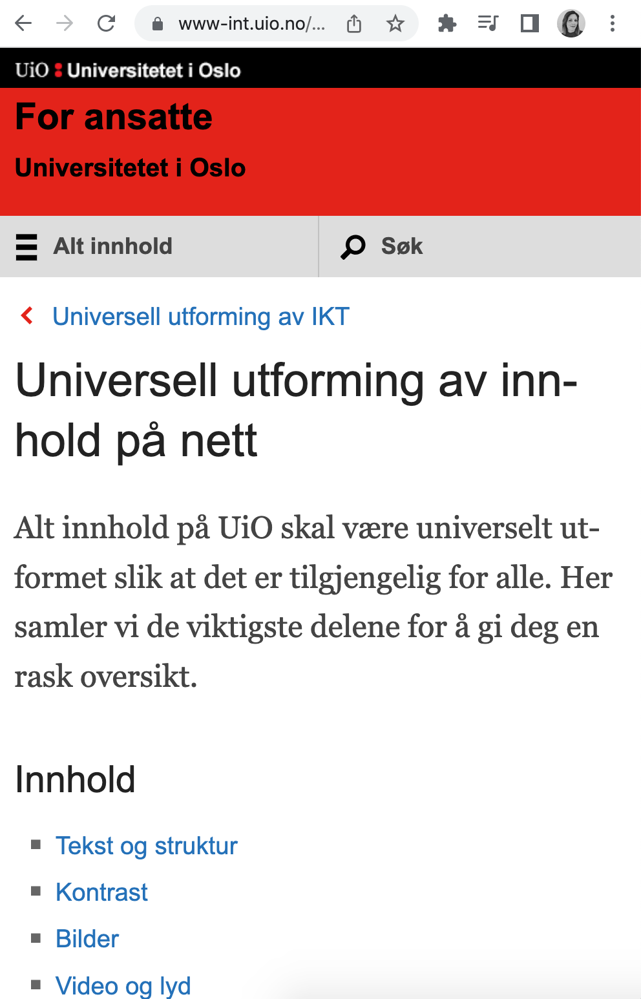 www-int.uio.no/...
UiO : Universitetet i Oslo
For ansatte
Universitetet i Oslo
Alt innhold
Søk
Universell utforming av IKT
Universell utforming av inn-
hold på nett
Alt innhold på UiO skal være universelt ut-
formet slik at det er tilgjengelig for alle. Her
samler vi de viktigste delene for å gi deg en
rask oversikt.
Innhold
Tekst og struktur
Kontrast
Bilder
Video og lyd